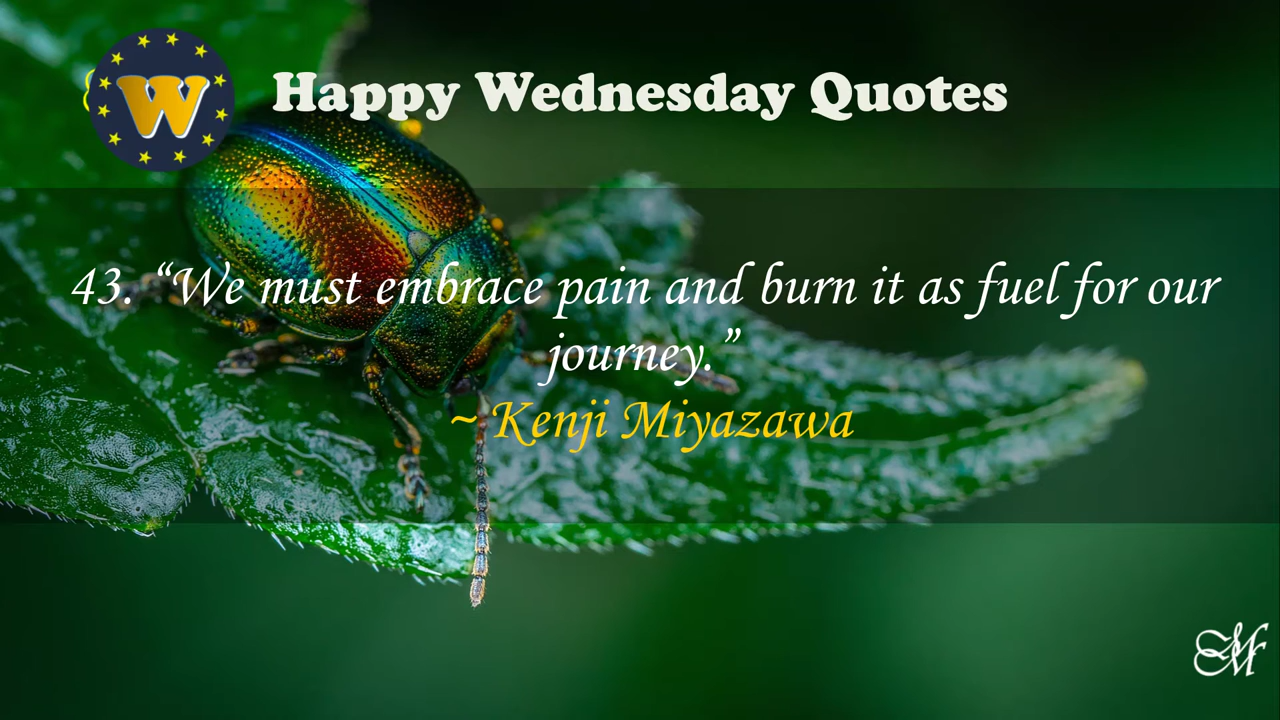 W
Happy Wednesday Quotes
43. “We must embrace pain and burn it as fuel for our
journey.”
~ Kenji Miyazawa